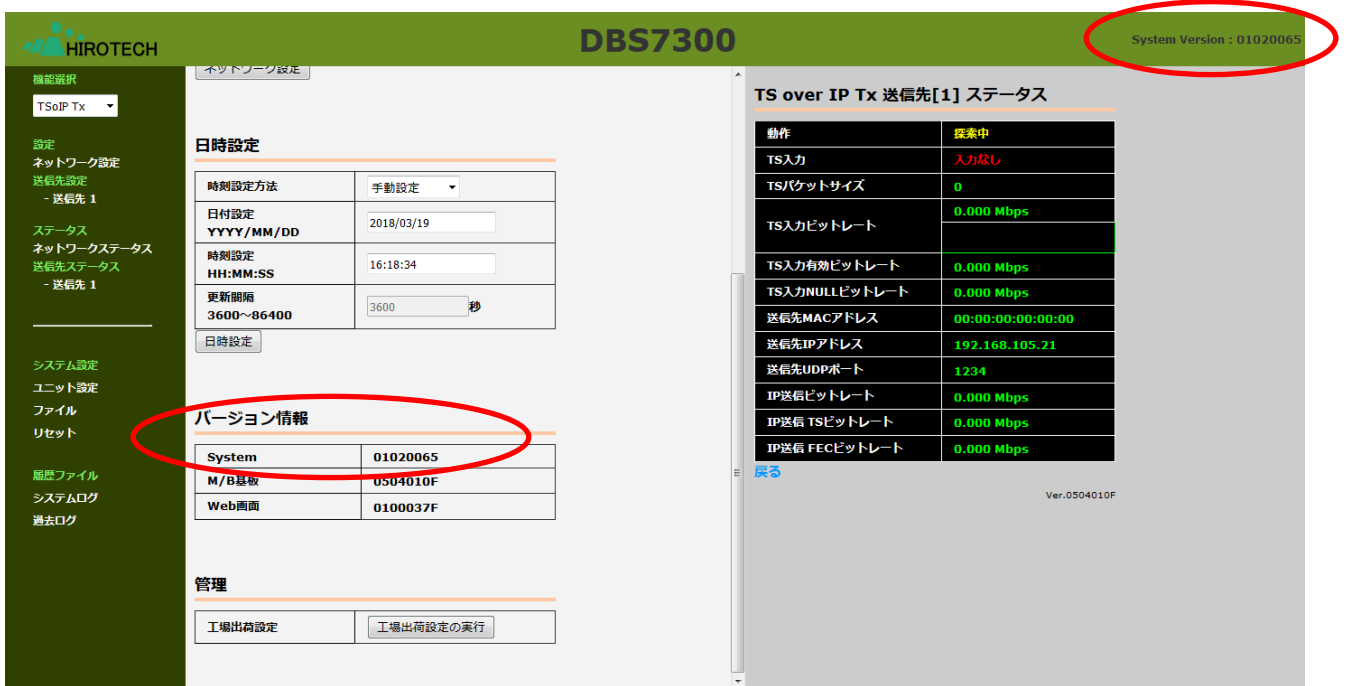 HIROTECH
DBS7300
System Version : 01020065
機能選択
TSoIP Tx
設定
ネットワーク設定
送信先設定
- 送信先 1
ステータス
ネットワークステータス
送信先ステータス
- 送信先 1
システム設定
ユニット設定
ファイル
リセット
履歴ファイル
システムログ
過去ログ
ネットワーク設定
日時設定
時刻設定方法 手動設定
日付設定
YYYY/MM/DD 2018/03/19
時刻設定
HH:MM:SS 16:18:34
更新間隔
3600~86400 3600 秒
日時設定
バージョン情報
System 01020065
M/B基板 0504010F
Web画面 0100037F
管理
工場出荷設定 工場出荷設定の実行
TS over IP Tx 送信先[1] ステータス
動作 探索中
TS入力 入力なし
TSパケットサイズ 0
TS入力ビットレート 0.000 Mbps
TS入力有効ビットレート 0.000 Mbps
TS入力NULLビットレート 0.000 Mbps
送信先MACアドレス 00:00:00:00:00:00
送信先IPアドレス 192.168.105.21
送信先UDPポート 1234
IP送信ビットレート 0.000 Mbps
IP送信 TSビットレート 0.000 Mbps
IP送信 FECビットレート 0.000 Mbps
戻る
Ver.0504010F